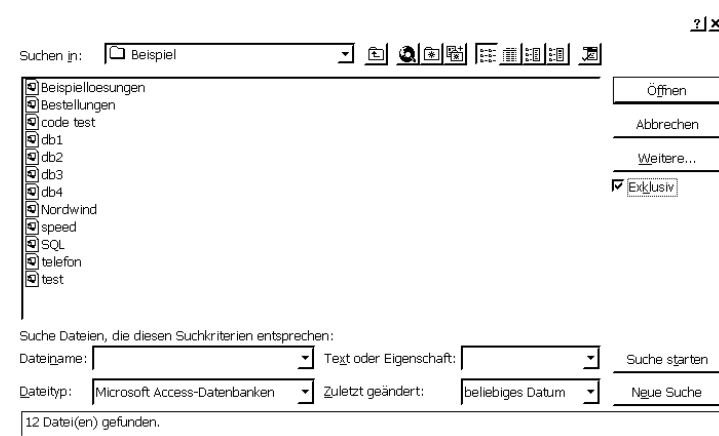 Suchen in: Beispiel
Beispielloesungen
Bestellungen
code test
db1
db2
db3
db4
Nordwind
speed
SQL
telefon
test
Öffnen
Abbrechen
Weitere...
Exklusiv
Suche Dateien, die diesen Suchkriterien entsprechen:
Dateiname: Text oder Eigenschaft: Suche starten
Dateityp: Microsoft Access-Datenbanken Zuletzt geändert: beliebiges Datum Neue Suche
12 Datei(en) gefunden.